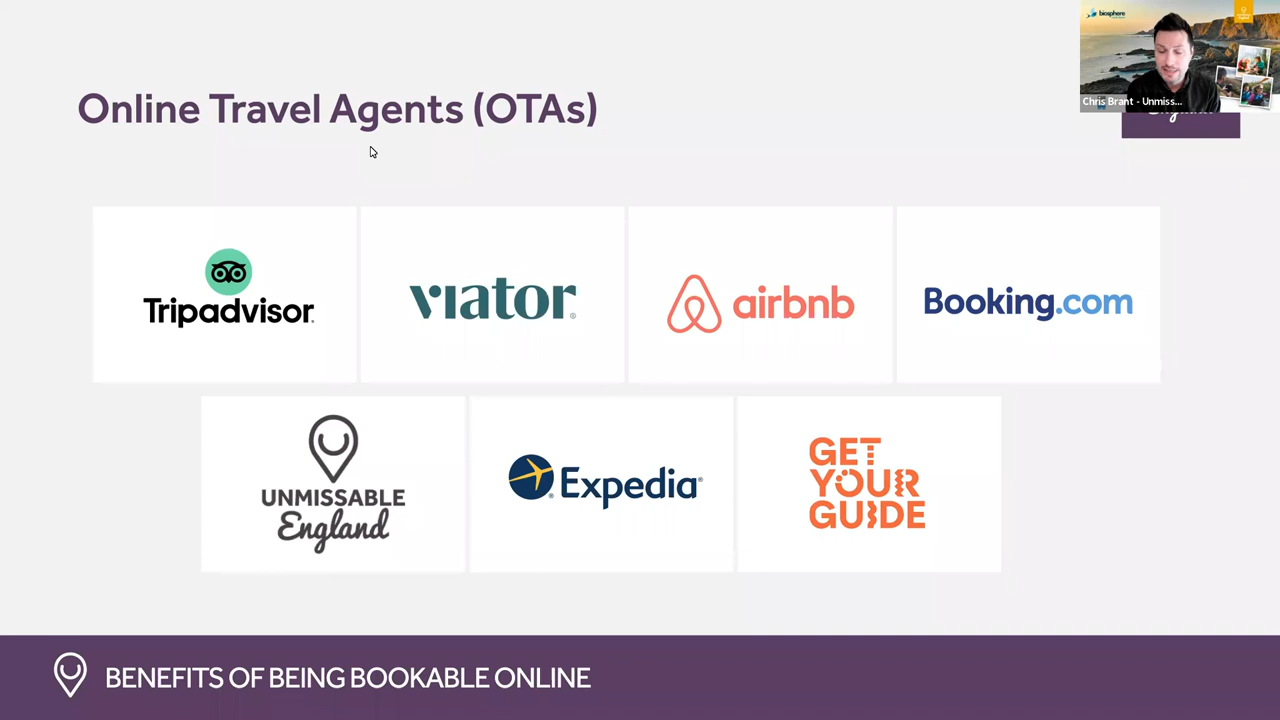 biosphere
Chris Brant - Unmiss...
Online Travel Agents (OTAs)
Tripadvisor
viator
airbnb
Booking.com
UNMISSABLE
England
Expedia
GET
YOUR
GUIDE
BENEFITS OF BEING BOOKABLE ONLINE